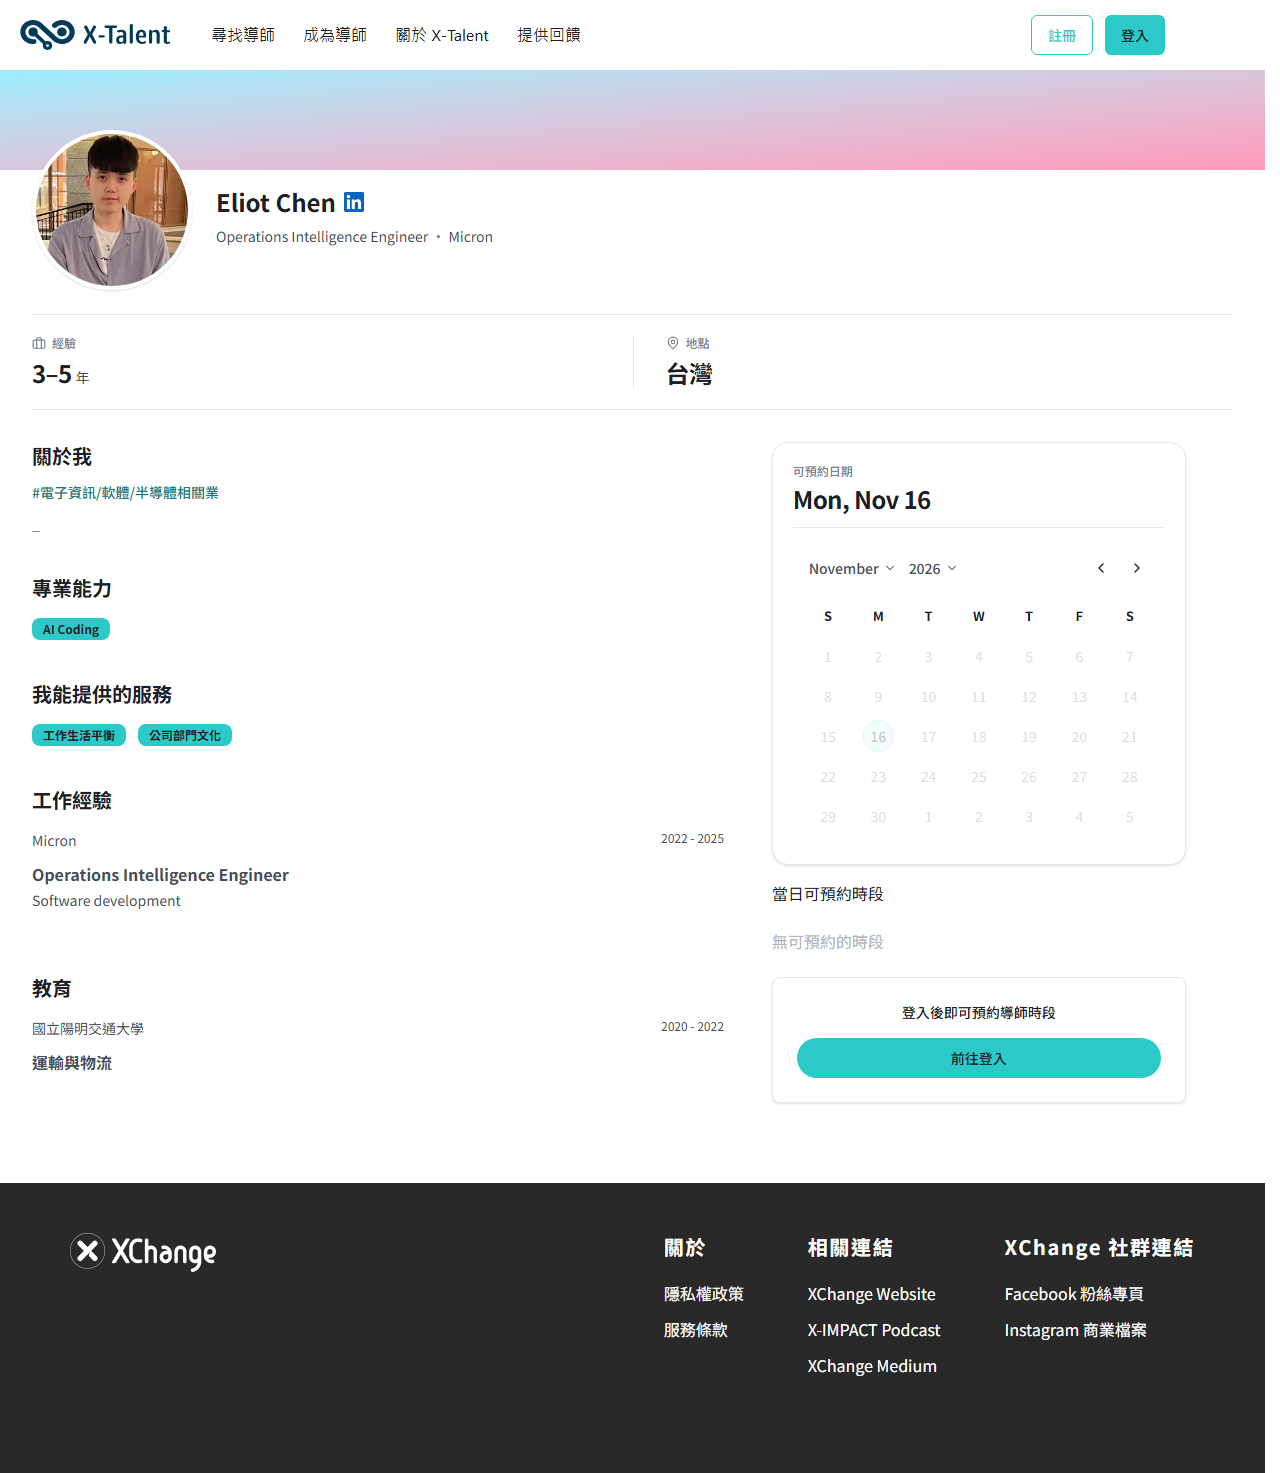 X-Talent
尋找導師
成為導師
關於 X-Talent
提供回饋
註冊
登入
Eliot Chen
Operations Intelligence Engineer • Micron
經驗
3–5 年
地點
台灣
關於我
#電子資訊/軟體/半導體相關業
–
專業能力
AI Coding
我能提供的服務
工作生活平衡
公司部門文化
工作經驗
Micron
2022 - 2025
Operations Intelligence Engineer
Software development
教育
國立陽明交通大學
2020 - 2022
運輸與物流
可預約日期
Mon, Nov 16
November 2026
S M T W T F S
1 2 3 4 5 6 7
8 9 10 11 12 13 14
15 16 17 18 19 20 21
22 23 24 25 26 27 28
29 30 1 2 3 4 5
當日可預約時段
無可預約的時段
登入後即可預約導師時段
前往登入
XChange
關於
隱私權政策
服務條款
相關連結
XChange Website
X-IMPACT Podcast
XChange Medium
XChange 社群連結
Facebook 粉絲專頁
Instagram 商業檔案